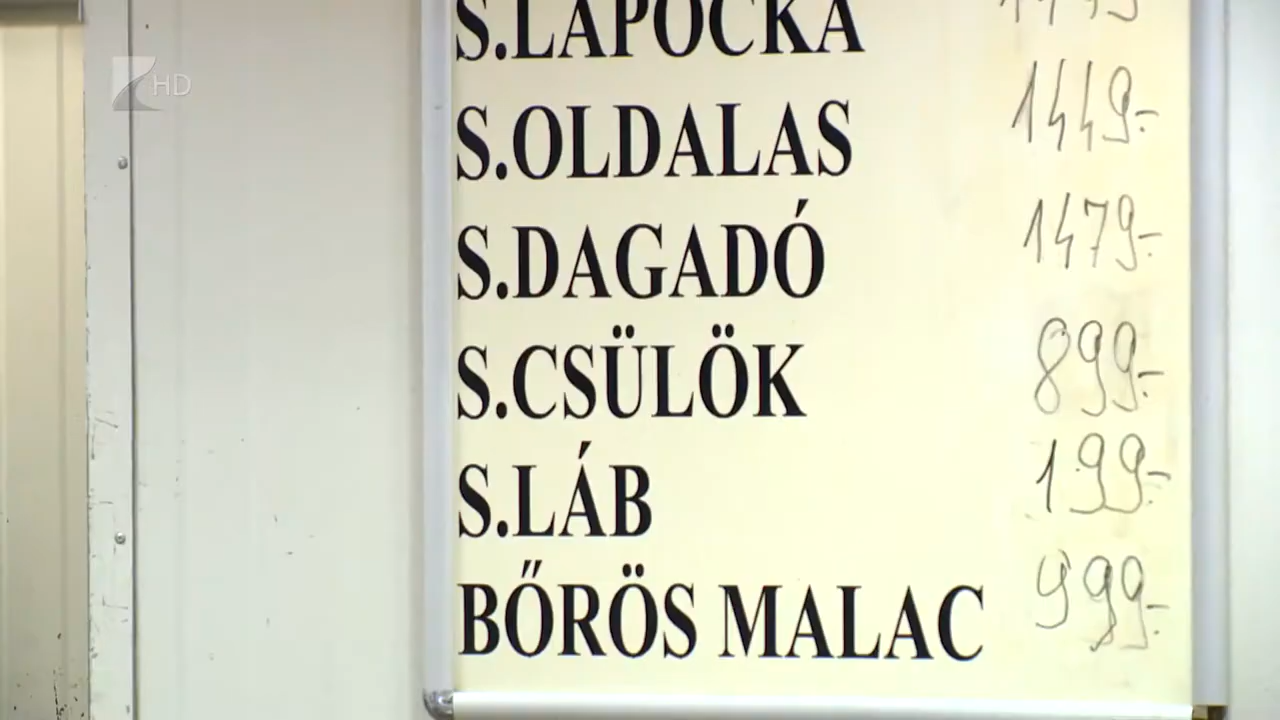 HD
S.LAPOCKA
S.OLDALAS 1449.-
S.DAGADÓ 1479.-
S.CSÜLÖK 899.-
S.LÁB 199.-
BŐRÖS MALAC 999.-